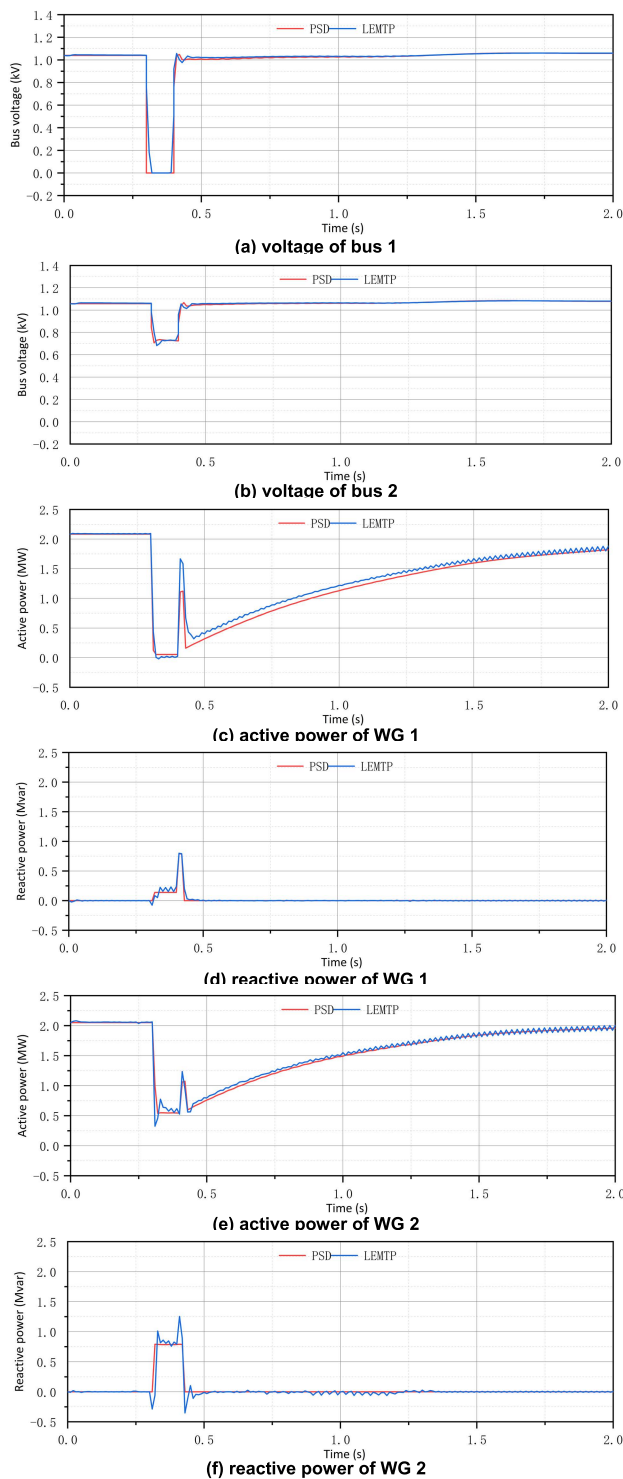 PSD LEMTP
Bus voltage (kV)
1.4
1.2
1.0
0.8
0.6
0.4
0.2
0.0
-0.2
0.0 0.5 1.0 1.5 2.0
Time (s)
(a) voltage of bus 1
PSD LEMTP
Bus voltage (kV)
1.4
1.2
1.0
0.8
0.6
0.4
0.2
0.0
-0.2
0.0 0.5 1.0 1.5 2.0
Time (s)
(b) voltage of bus 2
PSD LEMTP
Active power (MW)
2.5
2.0
1.5
1.0
0.5
0.0
-0.5
0.0 0.5 1.0 1.5 2.0
Time (s)
(c) active power of WG 1
PSD LEMTP
Reactive power (Mvar)
2.5
2.0
1.5
1.0
0.5
0.0
-0.5
0.0 0.5 1.0 1.5 2.0
Time (s)
(d) reactive power of WG 1
PSD LEMTP
Active power (MW)
2.5
2.0
1.5
1.0
0.5
0.0
-0.5
0.0 0.5 1.0 1.5 2.0
Time (s)
(e) active power of WG 2
PSD LEMTP
Reactive power (Mvar)
2.5
2.0
1.5
1.0
0.5
0.0
-0.5
0.0 0.5 1.0 1.5 2.0
Time (s)
(f) reactive power of WG 2